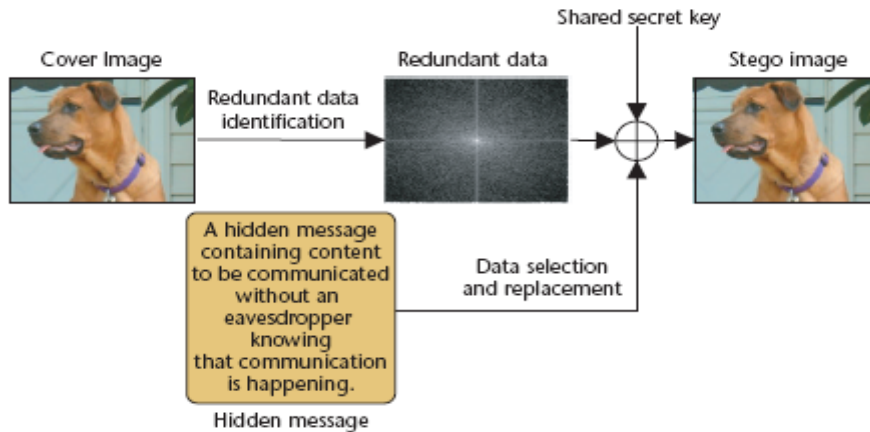 Shared secret key
Cover Image
Redundant data
Stego image
Redundant data
identification
A hidden message
containing content
to be communicated
without an
eavesdropper
knowing
that communication
is happening.
Data selection
and replacement
Hidden message